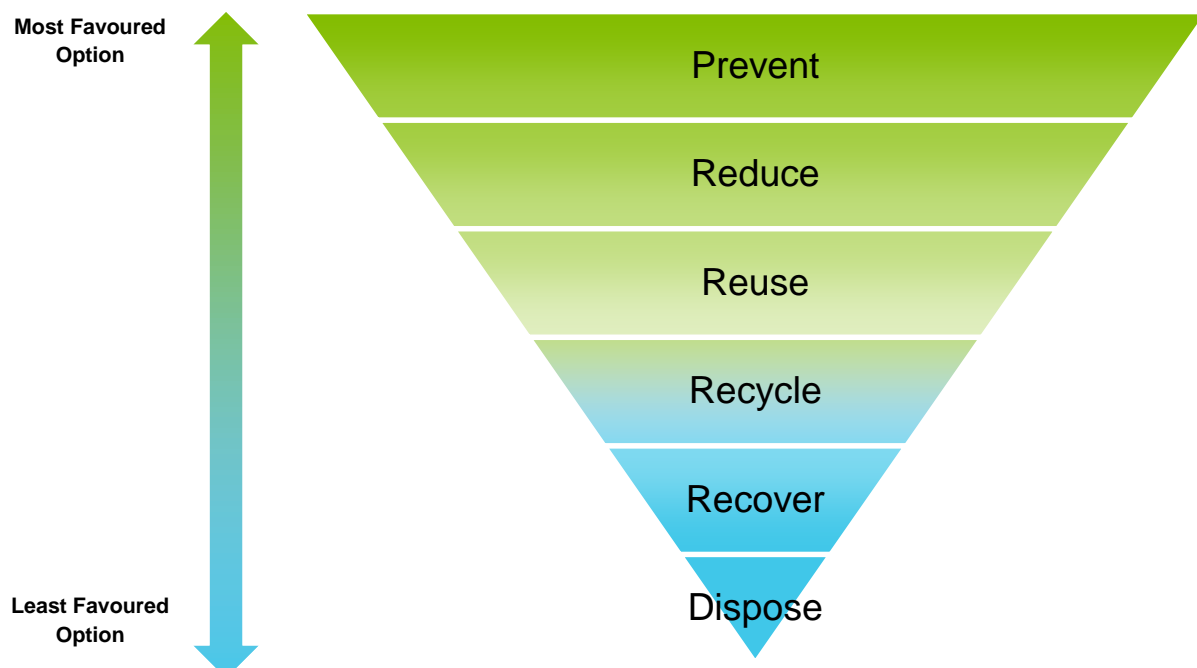 Most Favoured
Option
Prevent
Reduce
Reuse
Recycle
Recover
Dispose
Least Favoured
Option